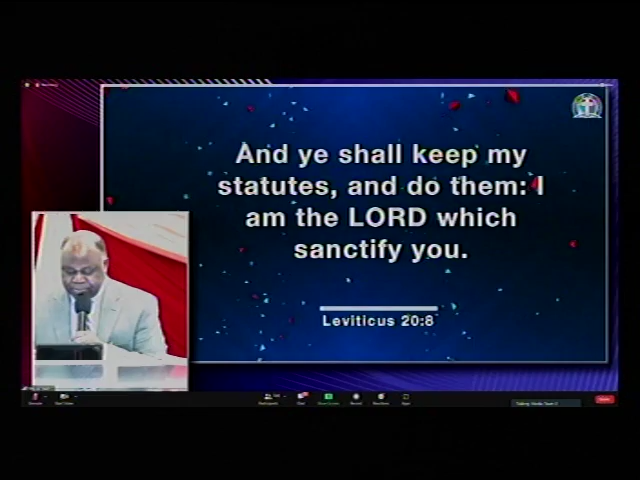 And ye shall keep my
statutes, and do them: I
am the LORD which
sanctify you.
Leviticus 20:8